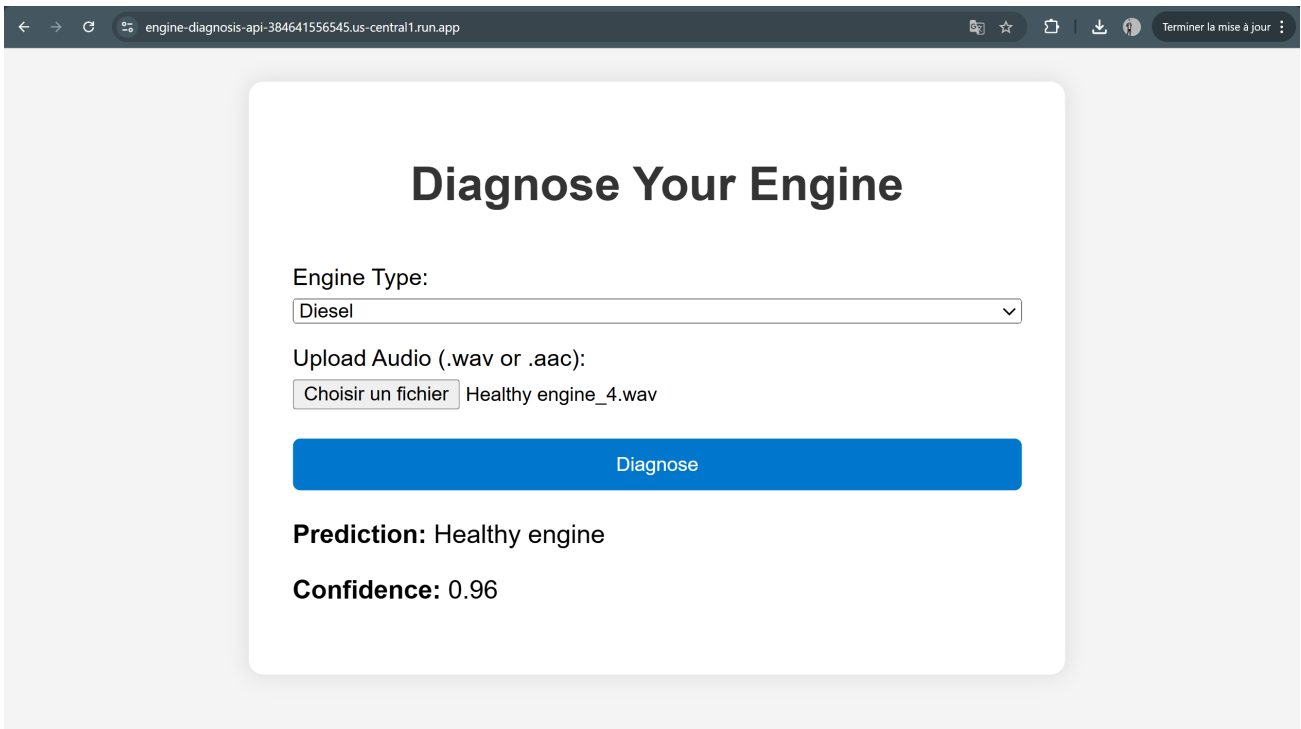 engine-diagnosis-api-384641556545.us-central1.run.app
Terminer la mise à jour
Diagnose Your Engine
Engine Type:
Diesel
Upload Audio (.wav or .aac):
Choisir un fichier Healthy engine_4.wav
Diagnose
Prediction: Healthy engine
Confidence: 0.96